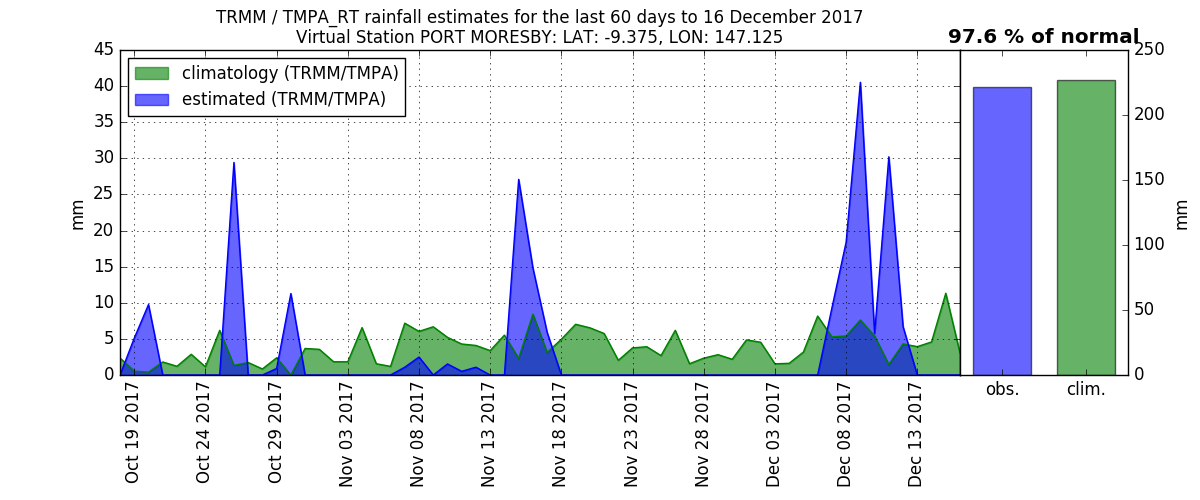 TRMM / TMPA_RT rainfall estimates for the last 60 days to 16 December 2017
Virtual Station PORT MORESBY: LAT: -9.375, LON: 147.125
97.6 % of normal
climatology (TRMM/TMPA)
estimated (TRMM/TMPA)
mm
45
40
35
30
25
20
15
10
5
0
Oct 19 2017
Oct 24 2017
Oct 29 2017
Nov 03 2017
Nov 08 2017
Nov 13 2017
Nov 18 2017
Nov 23 2017
Nov 28 2017
Dec 03 2017
Dec 08 2017
Dec 13 2017
obs.
clim.
250
200
150
100
50
0
mm